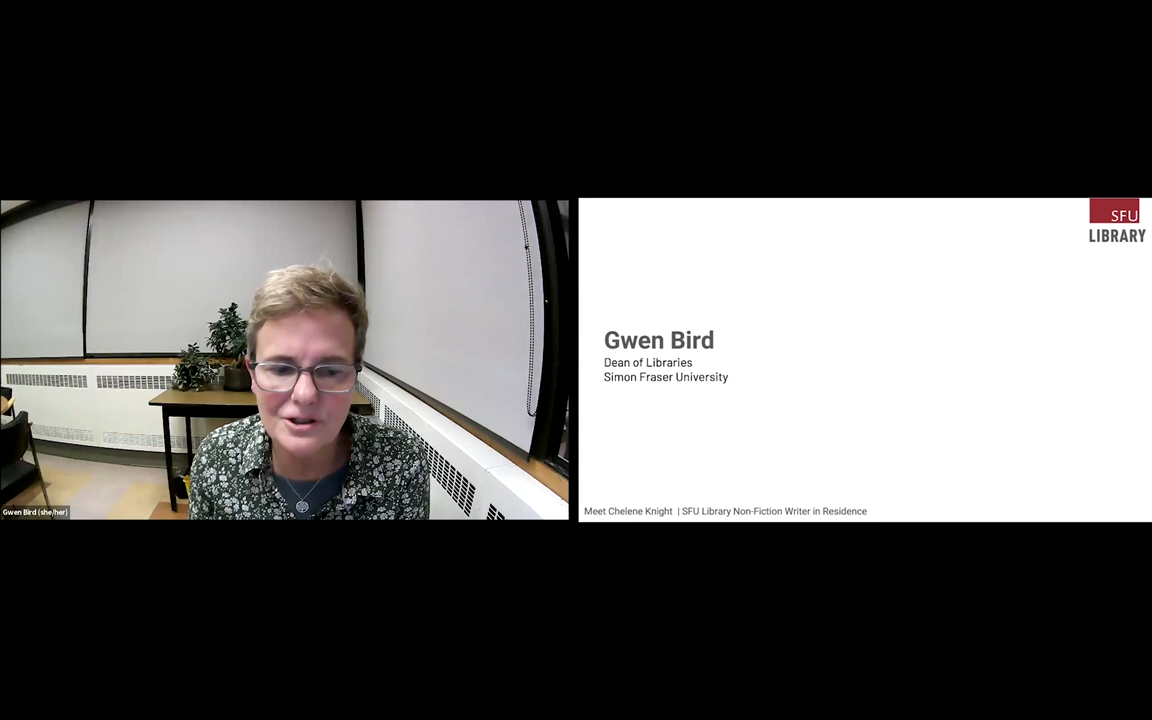 Gwen Bird (she/her)
SFU
LIBRARY
Gwen Bird
Dean of Libraries
Simon Fraser University
Meet Chelene Knight | SFU Library Non-Fiction Writer in Residence